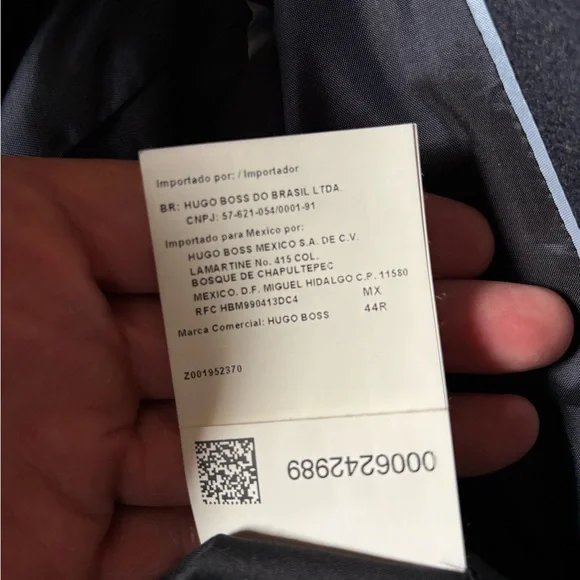 Importado por: / Importador
BR: HUGO BOSS DO BRASIL LTDA.
CNPJ: 57-621-054/0001-91
Importado para Mexico por:
HUGO BOSS MEXICO S.A. DE C.V.
LAMARTINE No. 415 COL.
BOSQUE DE CHAPULTEPEC
MEXICO, D.F. MIGUEL HIDALGO C.P. 11580
RFC HBM990413DC4 MX
Marca Comercial: HUGO BOSS 44R
Z001952370
0006242989